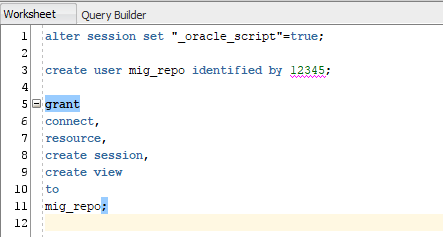 Worksheet Query Builder
1 alter session set "_oracle_script"=true;
2
3 create user mig_repo identified by 12345;
4
5 grant
6 connect,
7 resource,
8 create session,
9 create view
10 to
11 mig_repo;
12